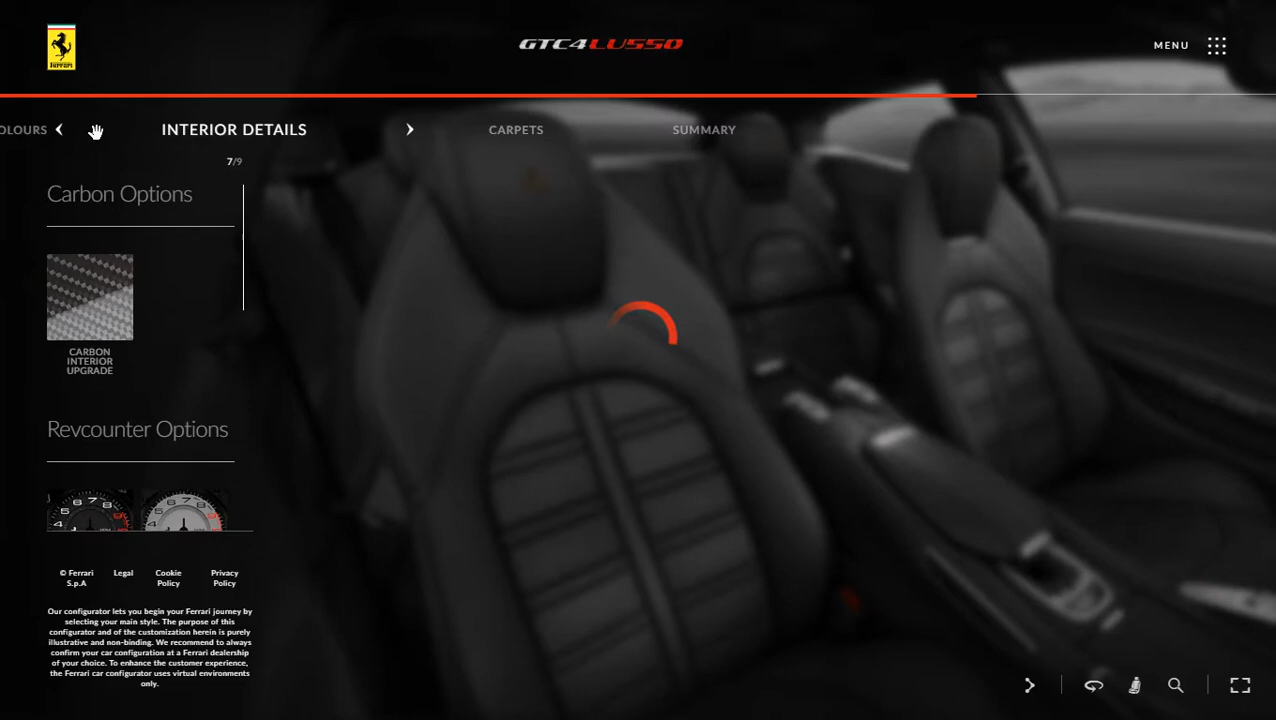 GTC4LUSSO
MENU
OLOURS
INTERIOR DETAILS
CARPETS
SUMMARY
7/9
Carbon Options
CARBON
INTERIOR
UPGRADE
Revcounter Options
© Ferrari
S.p.A
Legal
Cookie
Policy
Privacy
Policy
Our configurator lets you begin your Ferrari journey by
selecting your main style. The purpose of this
configurator and of the customization herein is purely
illustrative and non-binding. We recommend to always
confirm your car configuration at a Ferrari dealership
of your choice. To enhance the customer experience,
the Ferrari car configurator uses virtual environments
only.